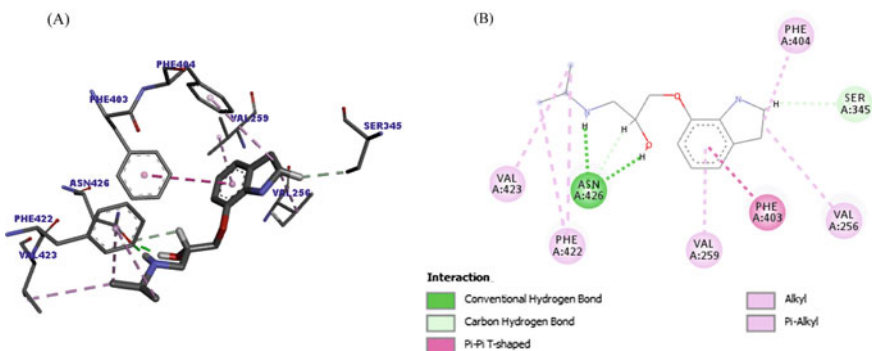 (A)
(B)
PHE404
PHE403
VAL259
SER345
ASN426
VAL256
PHE422
VAL423
PHE
A:404
SER
A:345
H
N
O
N
H
H
O
H
VAL
A:423
ASN
A:426
PHE
A:403
VAL
A:256
PHE
A:422
VAL
A:259
Interaction
Conventional Hydrogen Bond
Carbon Hydrogen Bond
Pi-Pi T-shaped
Alkyl
Pi-Alkyl